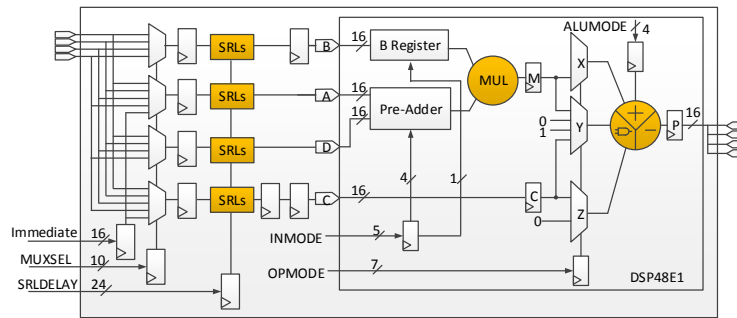 ALUMODE 4
16
SRLs B B Register X
MUL M
16
SRLs A Pre-Adder
16
16
0 Y P
1
SRLs D
4 1
SRLs C 16 C Z
Immediate 16
INMODE 5
0
MUXSEL 10
OPMODE 7
DSP48E1
SRLDELAY 24